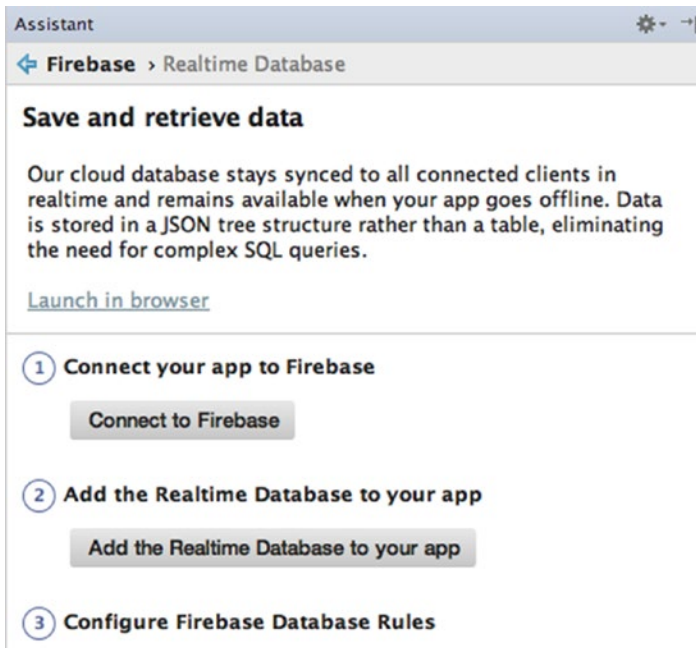 Assistant
Firebase › Realtime Database
Save and retrieve data
Our cloud database stays synced to all connected clients in
realtime and remains available when your app goes offline. Data
is stored in a JSON tree structure rather than a table, eliminating
the need for complex SQL queries.
Launch in browser
1 Connect your app to Firebase
Connect to Firebase
2 Add the Realtime Database to your app
Add the Realtime Database to your app
3 Configure Firebase Database Rules